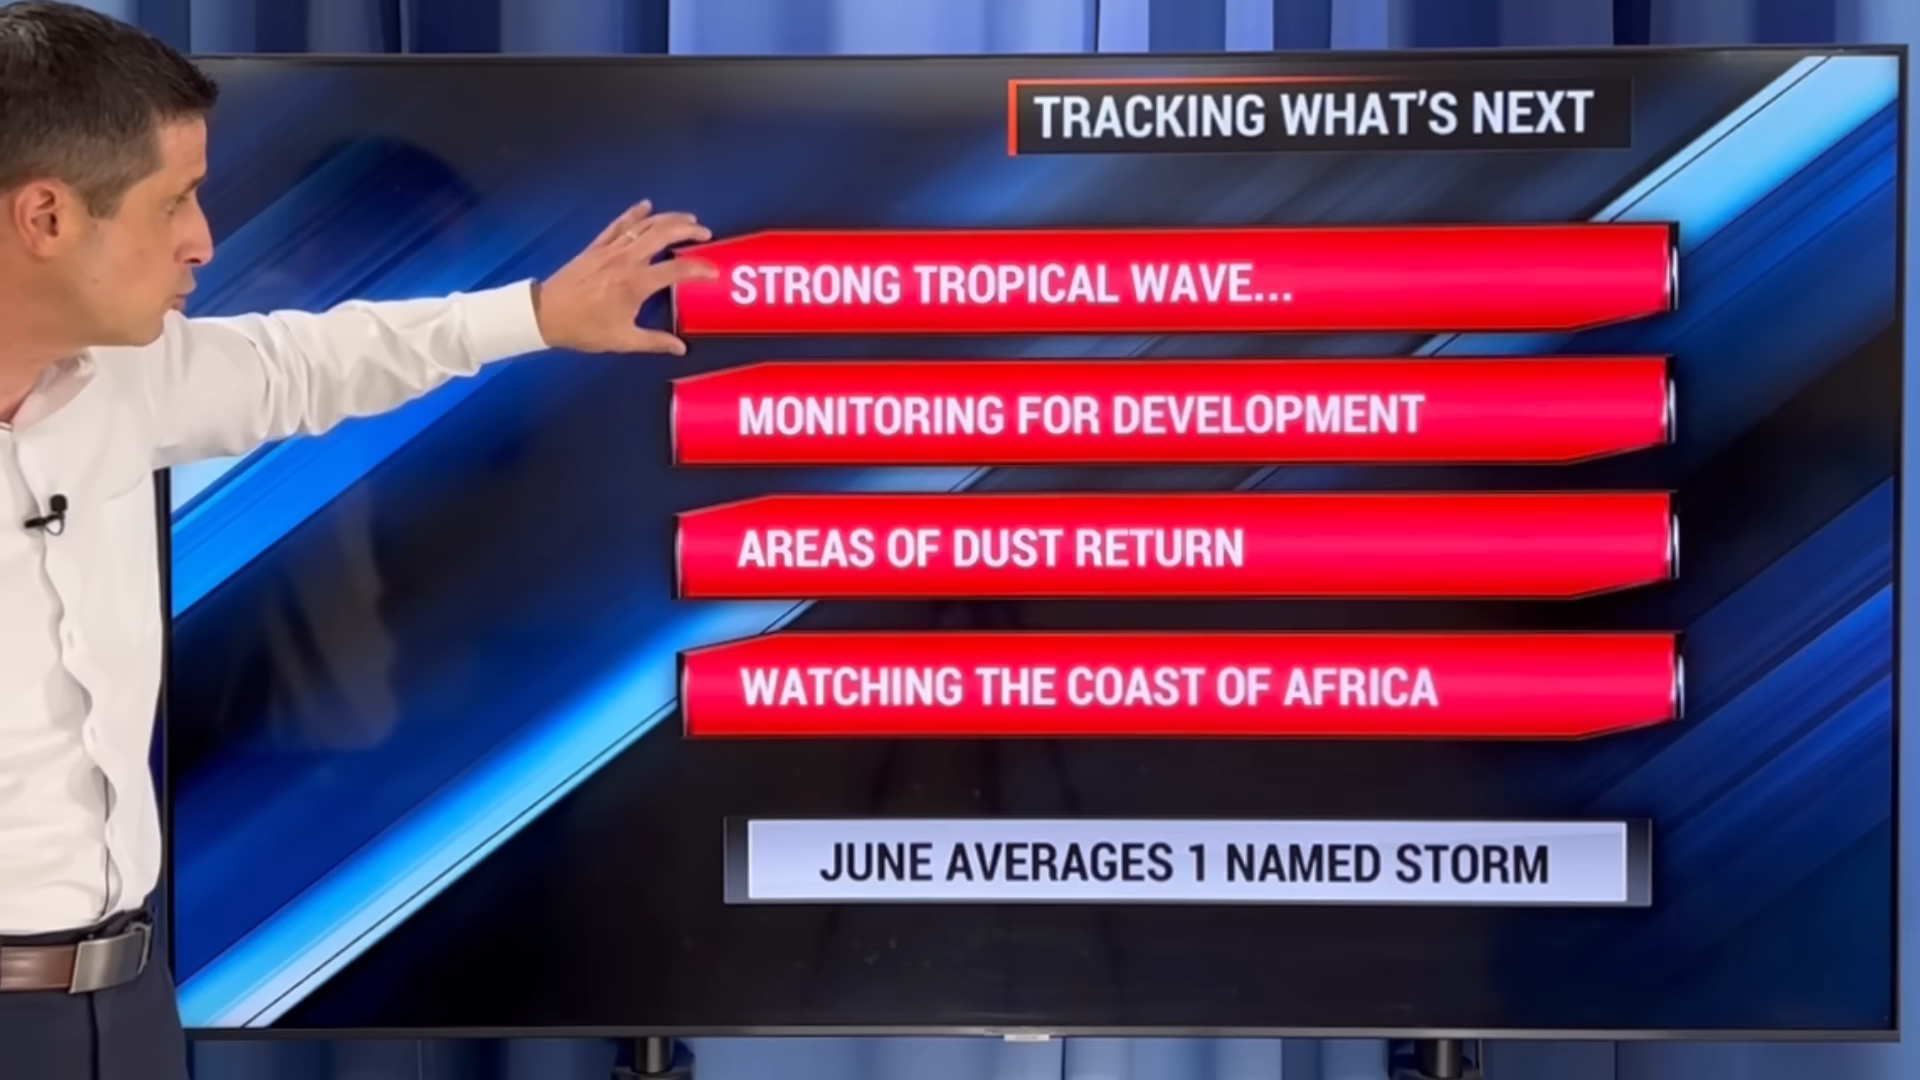 TRACKING WHAT'S NEXT
STRONG TROPICAL WAVE...
MONITORING FOR DEVELOPMENT
AREAS OF DUST RETURN
WATCHING THE COAST OF AFRICA
JUNE AVERAGES 1 NAMED STORM